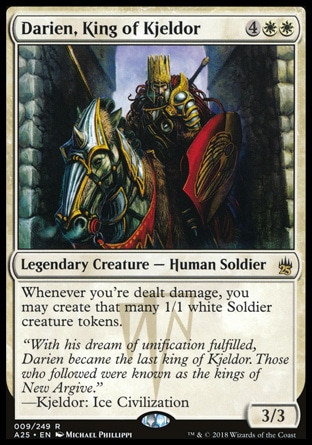 Darien, King of Kjeldor 4
Legendary Creature — Human Soldier
Whenever you’re dealt damage, you
may create that many 1/1 white Soldier
creature tokens.
“With his dream of unification fulfilled,
Darien became the last king of Kjeldor. Those
who followed were known as the kings of
New Argive.”
—Kjeldor: Ice Civilization
3/3
009/249 R
A25 • EN Michael Phillippi
™ & © 2018 Wizards of the Coast